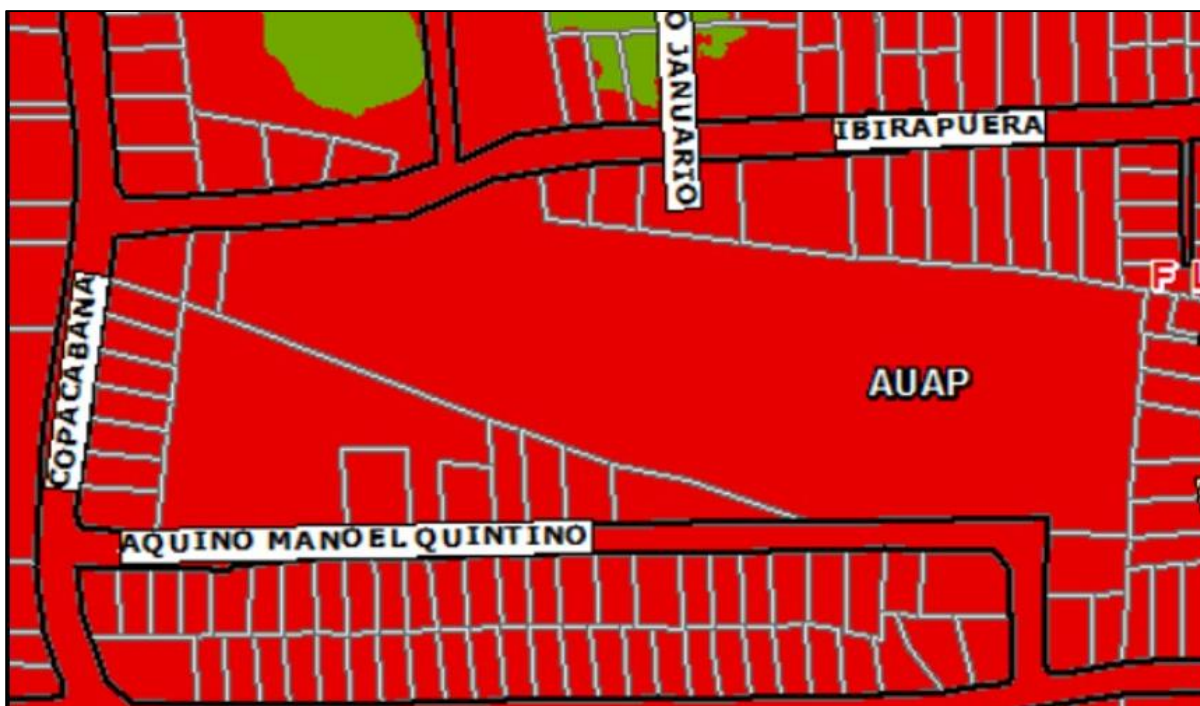 O JANUARIO
IBIRAPUERA
F
COPACABANA
AUAP
AQUINO MANOEL QUINTINO